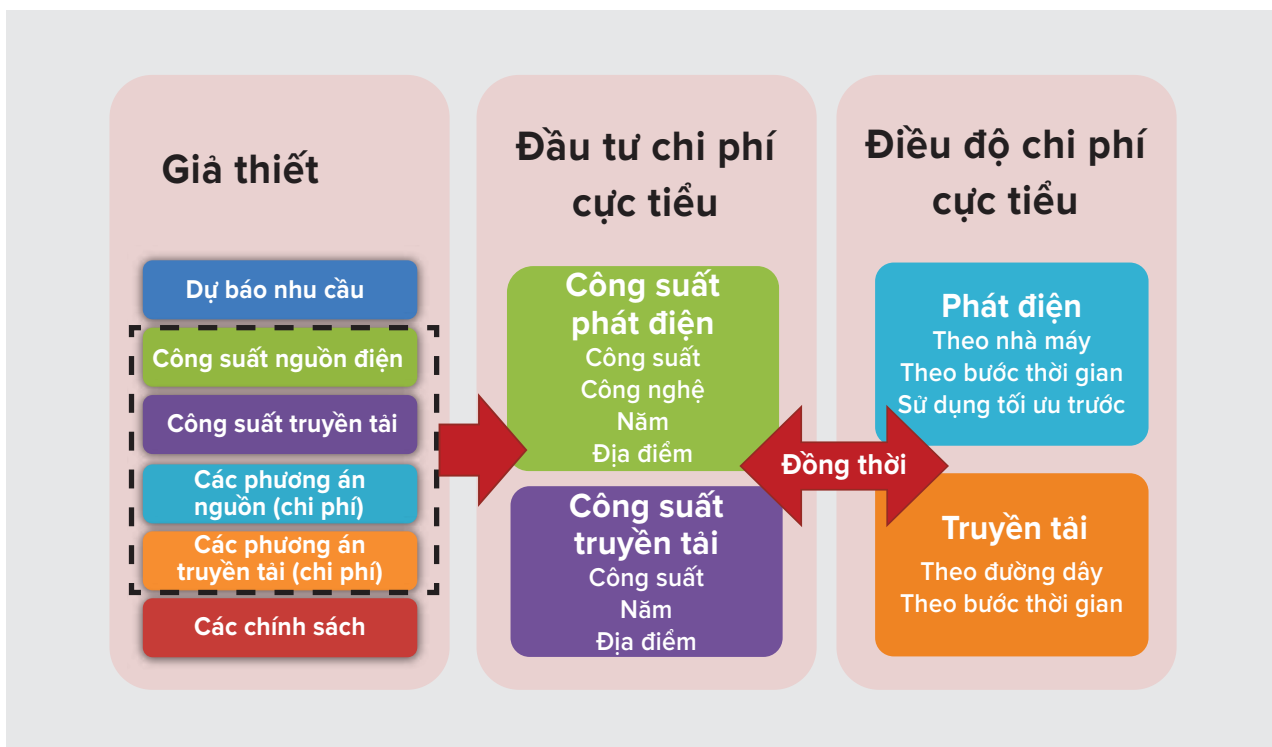 Giả thiết
Dự báo nhu cầu
Công suất nguồn điện
Công suất truyền tải
Các phương án
nguồn (chi phí)
Các phương án
truyền tải (chi phí)
Các chính sách
Đầu tư chi phí
cực tiểu
Công suất
phát điện
Công suất
Công nghệ
Năm
Địa điểm
Công suất
truyền tải
Công suất
Năm
Địa điểm
Đồng thời
Điều độ chi phí
cực tiểu
Phát điện
Theo nhà máy
Theo bước thời gian
Sử dụng tối ưu trước
Truyền tải
Theo đường dây
Theo bước thời gian